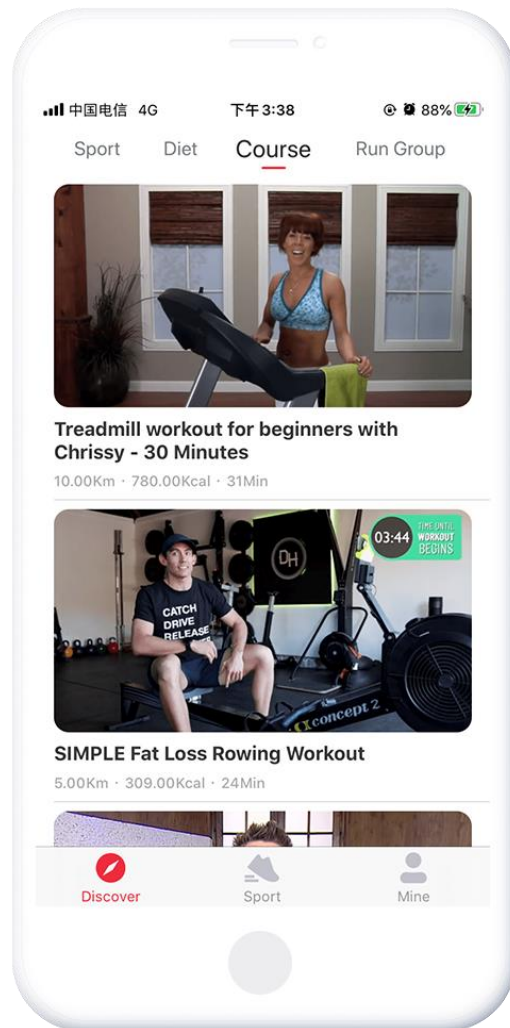 中国电信 4G 下午3:38 88%
Sport Diet Course Run Group
Treadmill workout for beginners with
Chrissy - 30 Minutes
10.00Km · 780.00Kcal · 31Min
DH
03:44 TIME UNTIL
WORKOUT
BEGINS
CATCH
DRIVE
RELEASE
concept 2
SIMPLE Fat Loss Rowing Workout
5.00Km · 309.00Kcal · 24Min
Discover Sport Mine